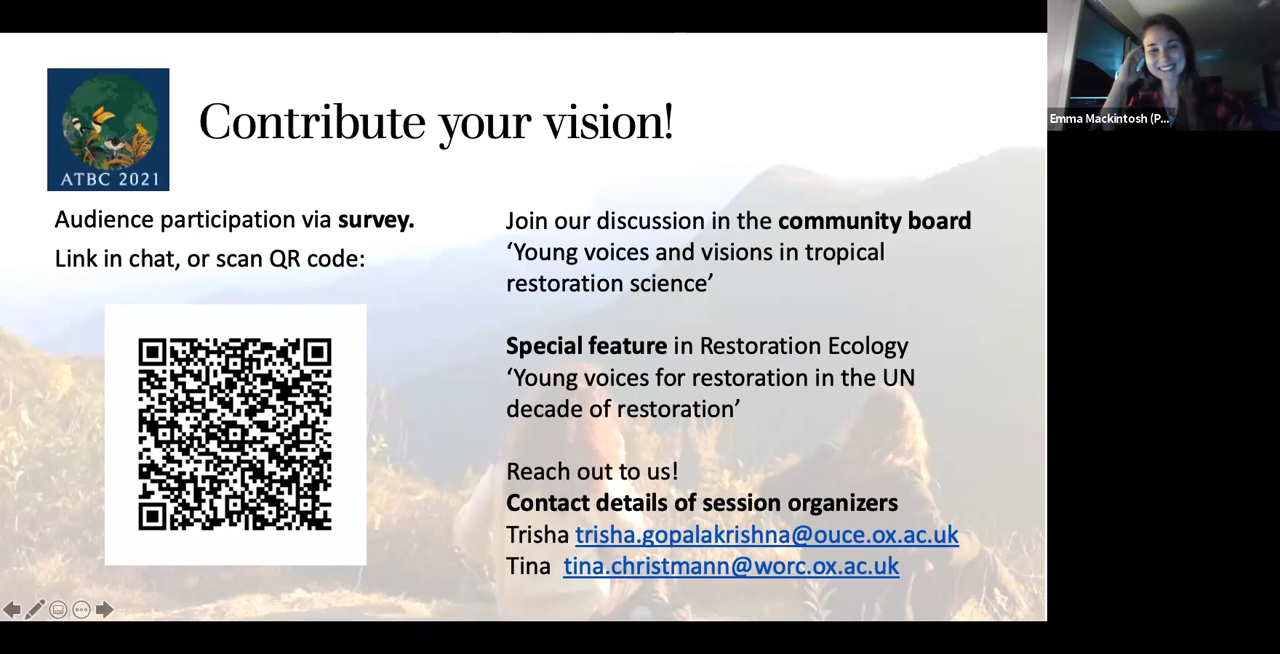 Contribute your vision!
ATBC 2021
Audience participation via survey.
Link in chat, or scan QR code:
Join our discussion in the community board
‘Young voices and visions in tropical
restoration science’
Special feature in Restoration Ecology
‘Young voices for restoration in the UN
decade of restoration’
Reach out to us!
Contact details of session organizers
Trisha trisha.gopalakrishna@ouce.ox.ac.uk
Tina tina.christmann@worc.ox.ac.uk
Emma Mackintosh (P...